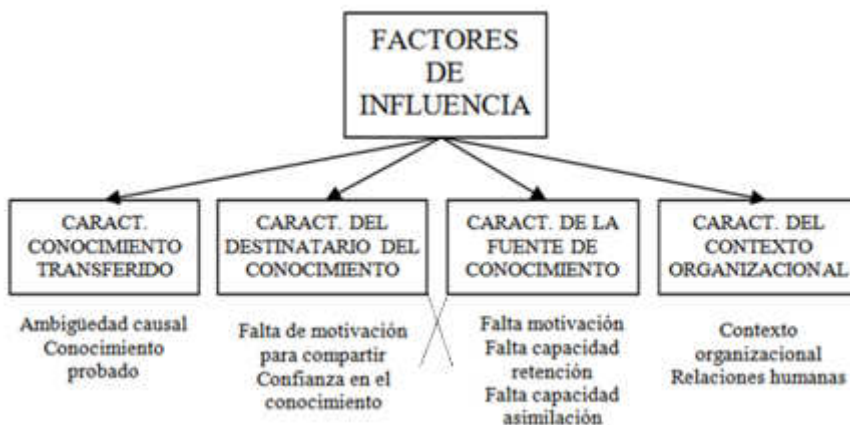 FACTORES
DE
INFLUENCIA
CARACT.
CONOCIMIENTO
TRANSFERIDO
CARACT. DEL
DESTINATARIO DEL
CONOCIMIENTO
CARACT. DE LA
FUENTE DE
CONOCIMIENTO
CARACT. DEL
CONTEXTO
ORGANIZACIONAL
Ambigüedad causal
Conocimiento
probado
Falta de motivación
para compartir
Confianza en el
conocimiento
Falta motivación
Falta capacidad
retención
Falta capacidad
asimilación
Contexto
organizacional
Relaciones humanas